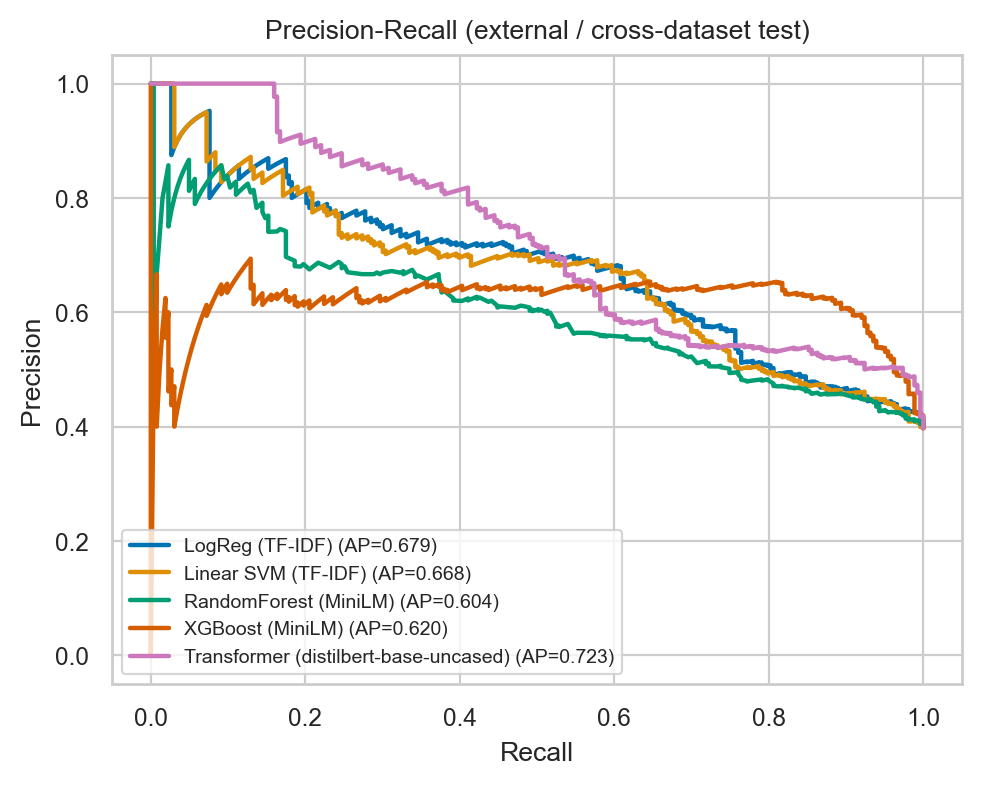 Precision-Recall (external / cross-dataset test)
1.0
0.8
0.6
0.4
0.2
0.0
Precision
LogReg (TF-IDF) (AP=0.679)
Linear SVM (TF-IDF) (AP=0.668)
RandomForest (MiniLM) (AP=0.604)
XGBoost (MiniLM) (AP=0.620)
Transformer (distilbert-base-uncased) (AP=0.723)
0.0 0.2 0.4 0.6 0.8 1.0
Recall